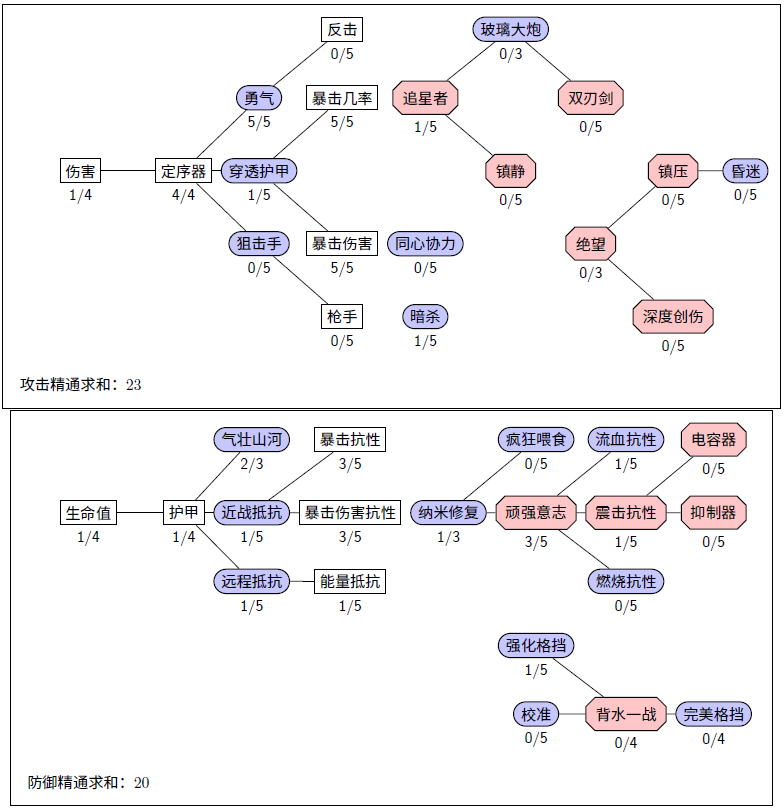 反击 玻璃大炮
0/5 0/3
勇气 暴击几率 追星者 双刃剑
5/5 5/5 1/5 0/5
伤害 定序器 穿透护甲 镇静 镇压 昏迷
1/4 4/4 1/5 0/5 0/5 0/5
狙击手 暴击伤害 同心协力 绝望
0/5 5/5 0/5 0/3
枪手 暗杀 深度创伤
0/5 1/5 0/5
攻击精通求和：23
气壮山河 暴击抗性 疯狂喂食 流血抗性 电容器
2/3 3/5 0/5 1/5 0/5
生命值 护甲 近战抵抗 暴击伤害抗性 纳米修复 顽强意志 震击抗性 抑制器
1/4 1/4 1/5 3/5 1/3 3/5 1/5 0/5
远程抵抗 能量抵抗 燃烧抗性
1/5 1/5 0/5
强化格挡
1/5
校准 背水一战 完美格挡
0/5 0/4 0/4
防御精通求和：20